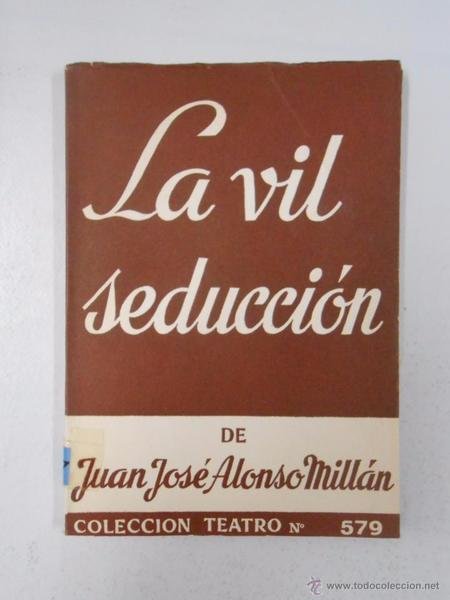 La vil
seducción
DE
Juan José Alonso Millán
COLECCION TEATRO Nº 579
© www.todocoleccion.net